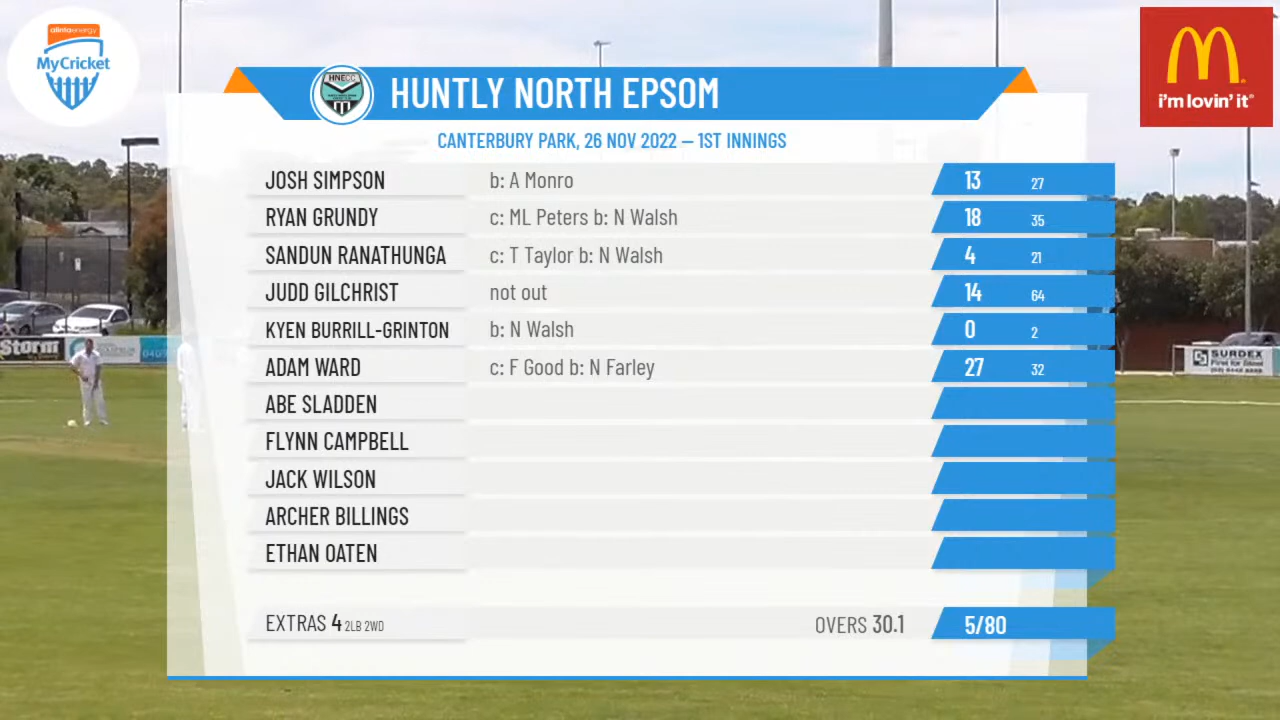 alintaenergy
MyCricket
HNECC
HUNTLY NORTH EPSOM
i'm lovin' it®
CANTERBURY PARK, 26 NOV 2022 – 1ST INNINGS
JOSH SIMPSON b: A Monro 13 27
RYAN GRUNDY c: ML Peters b: N Walsh 18 35
SANDUN RANATHUNGA c: T Taylor b: N Walsh 4 21
JUDD GILCHRIST not out 14 64
KYEN BURRILL-GRINTON b: N Walsh 0 2
ADAM WARD c: F Good b: N Farley 27 32
ABE SLADDEN
FLYNN CAMPBELL
JACK WILSON
ARCHER BILLINGS
ETHAN OATEN
EXTRAS 4 2LB 2WD OVERS 30.1 5/80
Storm
SURDEX